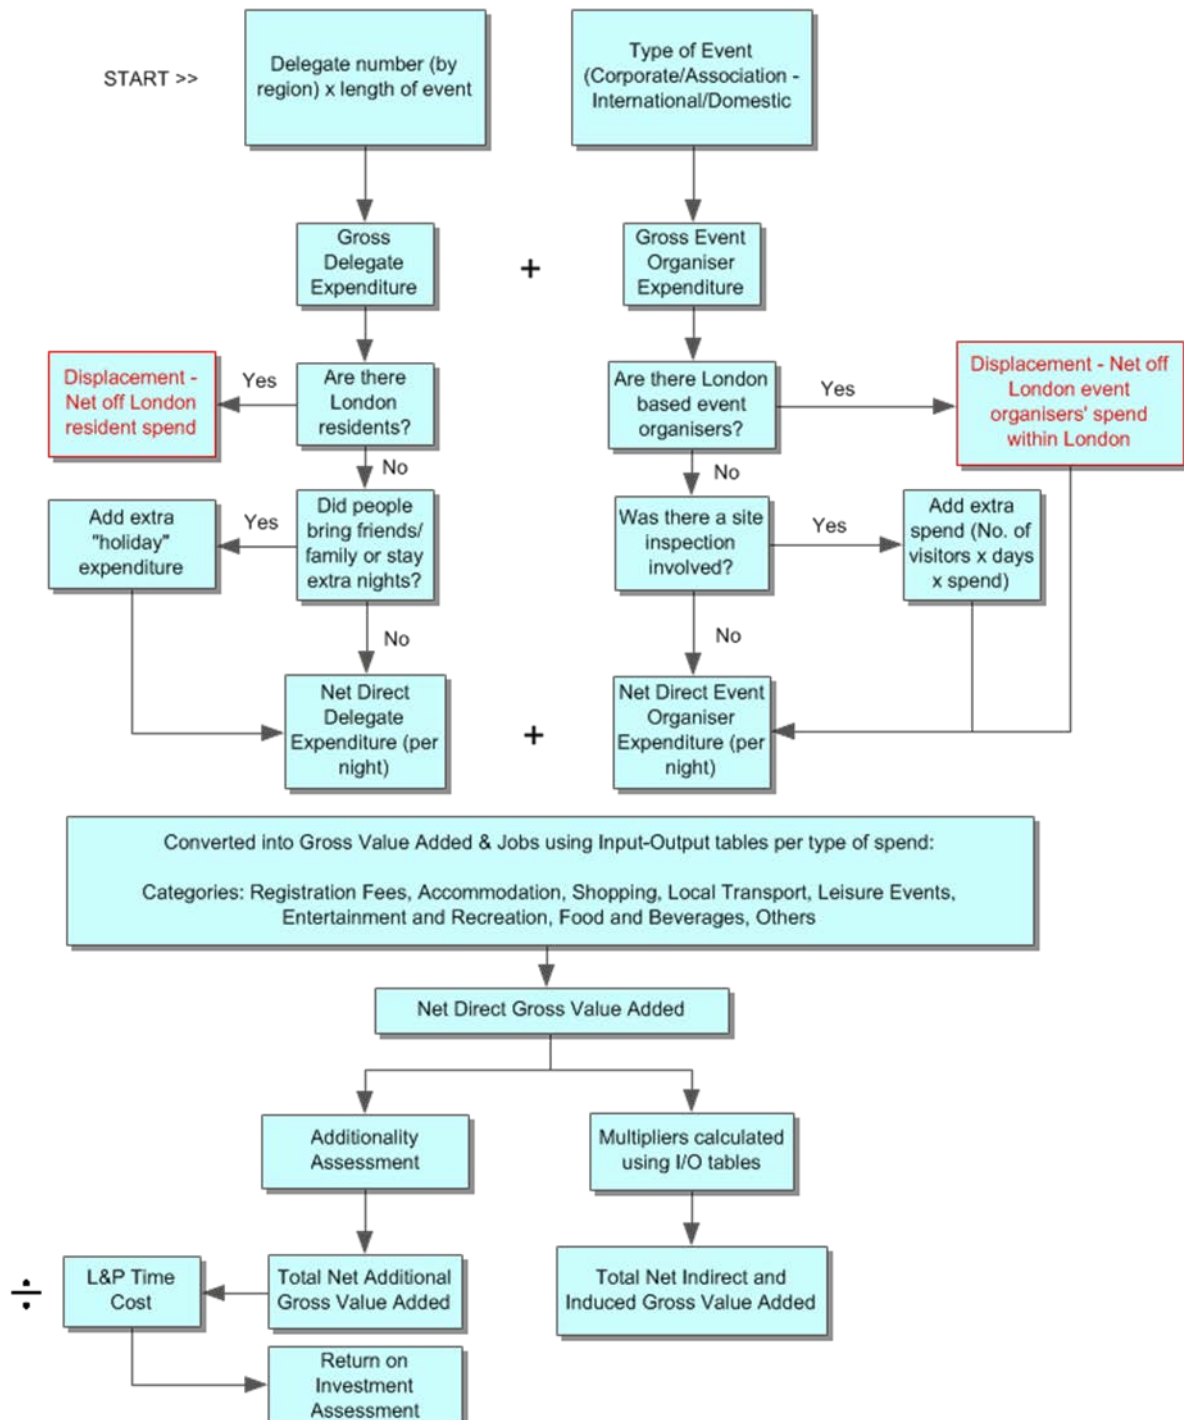 START >>
Delegate number (by
region) x length of event
Type of Event
(Corporate/Association -
International/Domestic
Gross
Delegate
Expenditure
+
Gross Event
Organiser
Expenditure
Displacement -
Net off London
resident spend
Yes
Are there
London
residents?
Are there London
based event
organisers?
Yes
Displacement - Net off
London event
organisers' spend
within London
No
No
Add extra
"holiday"
expenditure
Yes
Did people
bring friends/
family or stay
extra nights?
Was there a site
inspection
involved?
Yes
Add extra
spend (No. of
visitors x days
x spend)
No
No
Net Direct
Delegate
Expenditure (per
night)
+
Net Direct Event
Organiser
Expenditure (per
night)
Converted into Gross Value Added & Jobs using Input-Output tables per type of spend:
Categories: Registration Fees, Accommodation, Shopping, Local Transport, Leisure Events,
Entertainment and Recreation, Food and Beverages, Others
Net Direct Gross Value Added
Additionality
Assessment
Multipliers calculated
using I/O tables
÷
L&P Time
Cost
Total Net Additional
Gross Value Added
Total Net Indirect and
Induced Gross Value Added
Return on
Investment
Assessment